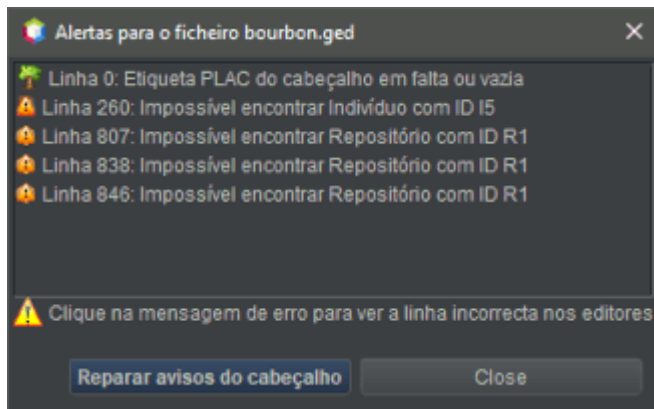 Alertas para o ficheiro bourbon.ged
Linha 0: Etiqueta PLAC do cabeçalho em falta ou vazia
Linha 260: Impossível encontrar Indivíduo com ID I5
Linha 807: Impossível encontrar Repositório com ID R1
Linha 838: Impossível encontrar Repositório com ID R1
Linha 846: Impossível encontrar Repositório com ID R1
Clique na mensagem de erro para ver a linha incorrecta nos editores
Reparar avisos do cabeçalho
Close